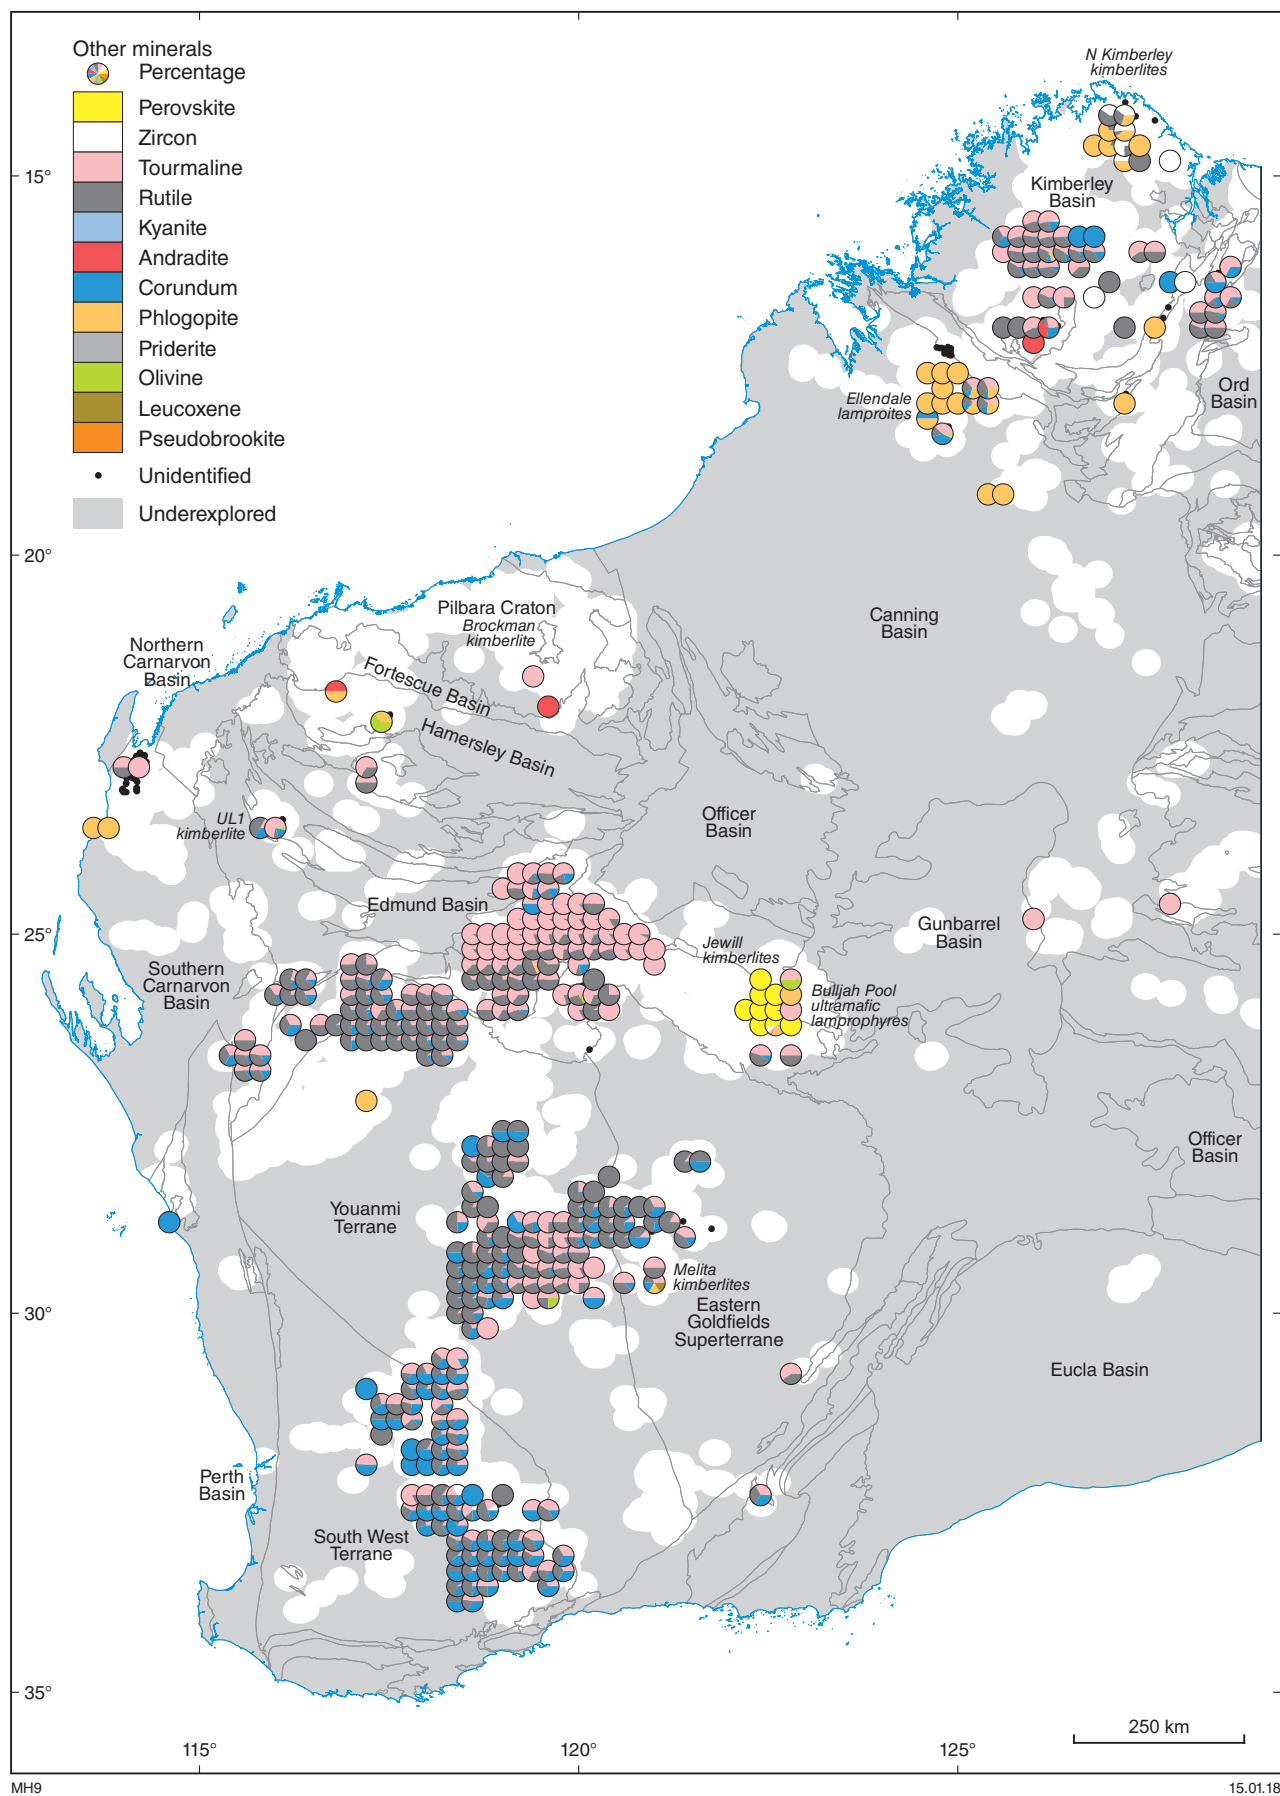 Other minerals
Percentage
Perovskite
Zircon
Tourmaline
Rutile
Kyanite
Andradite
Corundum
Phlogopite
Priderite
Olivine
Leucoxene
Pseudobrookite
Unidentified
Underexplored
N Kimberley
kimberlites
15°
Kimberley
Basin
Ellendale
lamproites
Ord
Basin
20°
Canning
Basin
Pilbara Craton
Brockman
kimberlite
Northern
Carnarvon
Basin
Fortescue Basin
Hamersley Basin
UL1
kimberlite
Officer
Basin
Edmund Basin
25°
Gunbarrel
Basin
Jewill
kimberlites
Southern
Carnarvon
Basin
Bulljah Pool
ultramafic
lamprophyres
Officer
Basin
Youanmi
Terrane
Melita
kimberlites
Eastern
Goldfields
Superterrane
30°
Eucla Basin
Perth
Basin
South West
Terrane
35°
250 km
115°
120°
125°
MH9
15.01.18